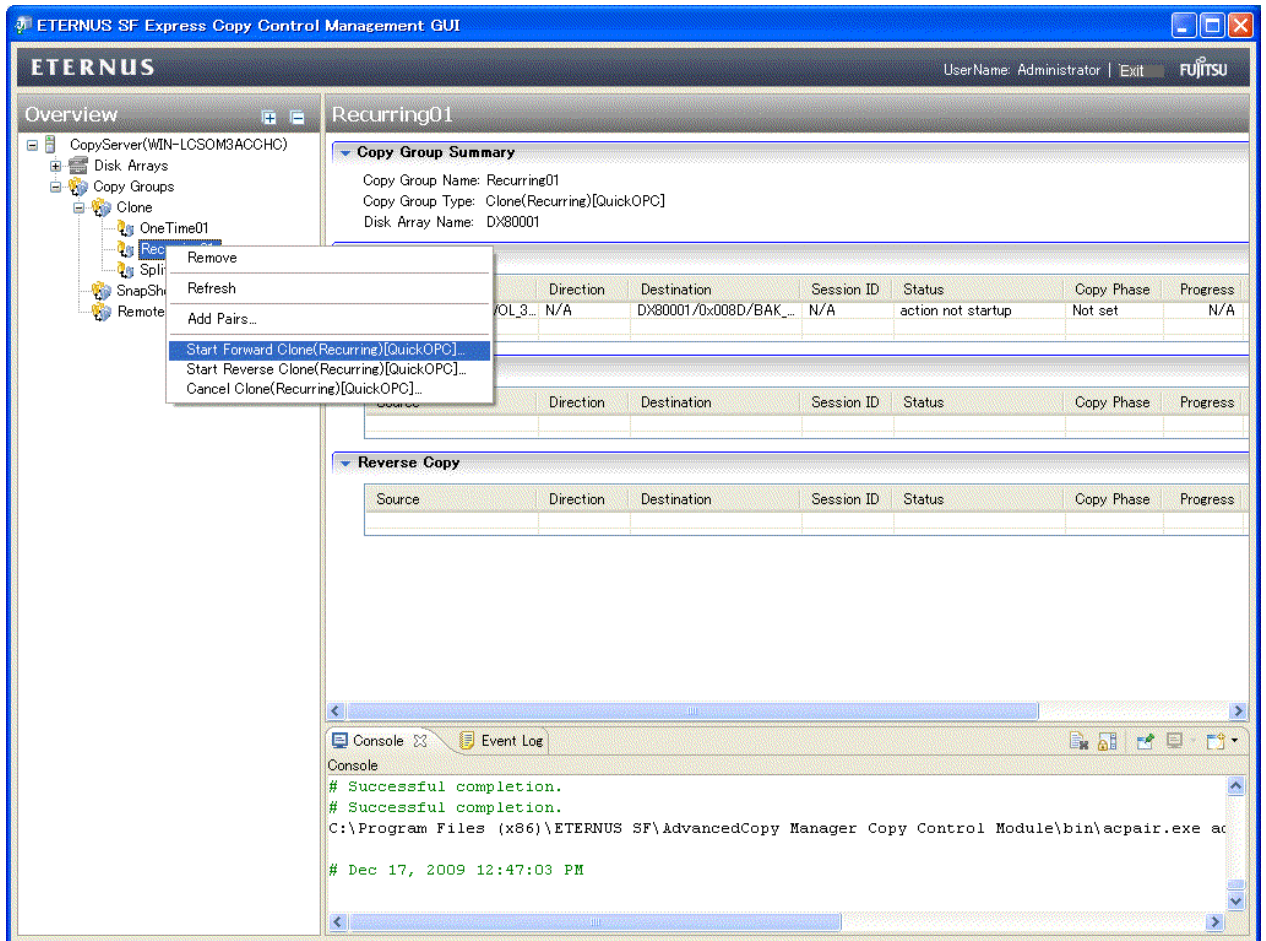 ETERNUS SF Express Copy Control Management GUI
ETERNUS
UserName: Administrator | Exit
FUJITSU
Overview
CopyServer(WIN-LCSOM3ACCHC)
Disk Arrays
Copy Groups
Clone
OneTime01
Rec
Spli
SnapSh
Remote
Remove
Refresh
Add Pairs...
Start Forward Clone(Recurring)[QuickOPC]...
Start Reverse Clone(Recurring)[QuickOPC]...
Cancel Clone(Recurring)[QuickOPC]...
Recurring01
Copy Group Summary
Copy Group Name: Recurring01
Copy Group Type: Clone(Recurring)[QuickOPC]
Disk Array Name: DX80001
Direction Destination Session ID Status Copy Phase Progress
/OL_3... N/A DX80001/0x008D/BAK_... N/A action not startup Not set N/A
Source Direction Destination Session ID Status Copy Phase Progress
Reverse Copy
Source Direction Destination Session ID Status Copy Phase Progress
Console Event Log
Console
# Successful completion.
# Successful completion.
C:\Program Files (x86)\ETERNUS SF\AdvancedCopy Manager Copy Control Module\bin\acpair.exe ad
# Dec 17, 2009 12:47:03 PM